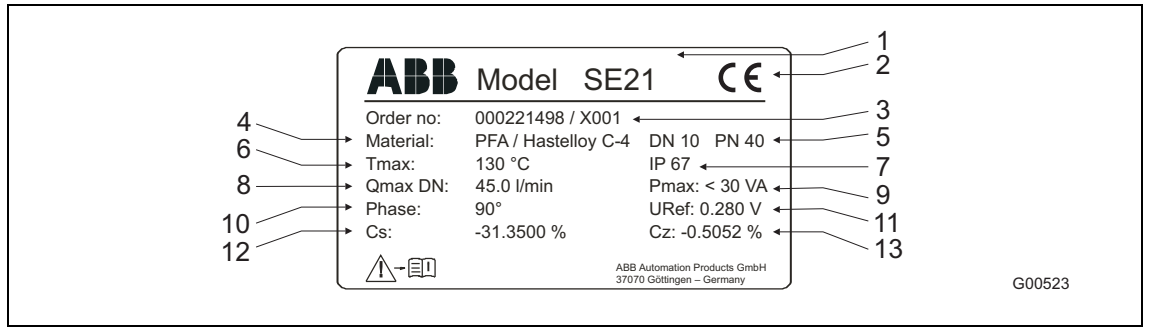 1
ABB Model SE21 CE 2
Order no: 000221498 / X001 3
4 Material: PFA / Hastelloy C-4 DN 10 PN 40 5
6 Tmax: 130 °C IP 67 7
8 Qmax DN: 45.0 l/min Pmax: < 30 VA 9
10 Phase: 90° URef: 0.280 V 11
12 Cs: -31.3500 % Cz: -0.5052 % 13
ABB Automation Products GmbH
37070 Göttingen – Germany
G00523